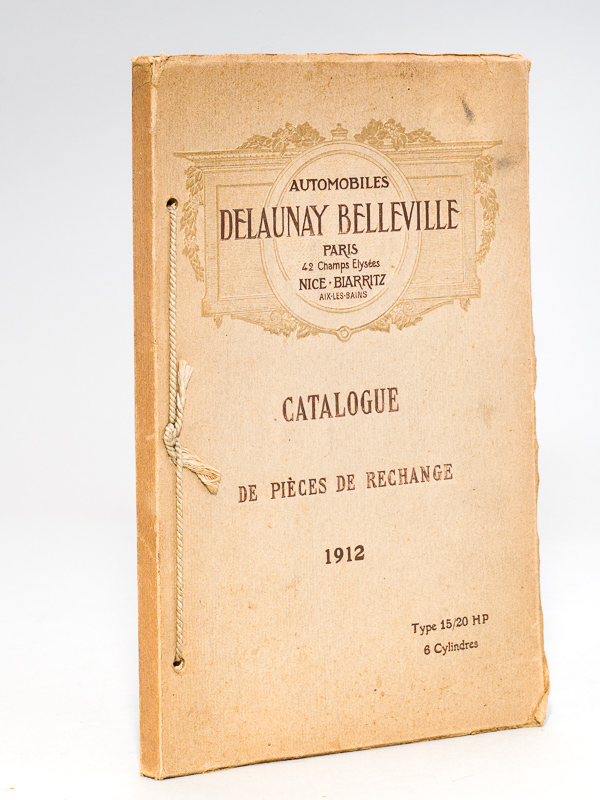 AUTOMOBILES
DELAUNAY BELLEVILLE
PARIS
42 Champs Elysées
NICE · BIARRITZ
AIX-LES-BAINS
CATALOGUE
DE PIÈCES DE RECHANGE
1912
Type 15/20 HP
6 Cylindres